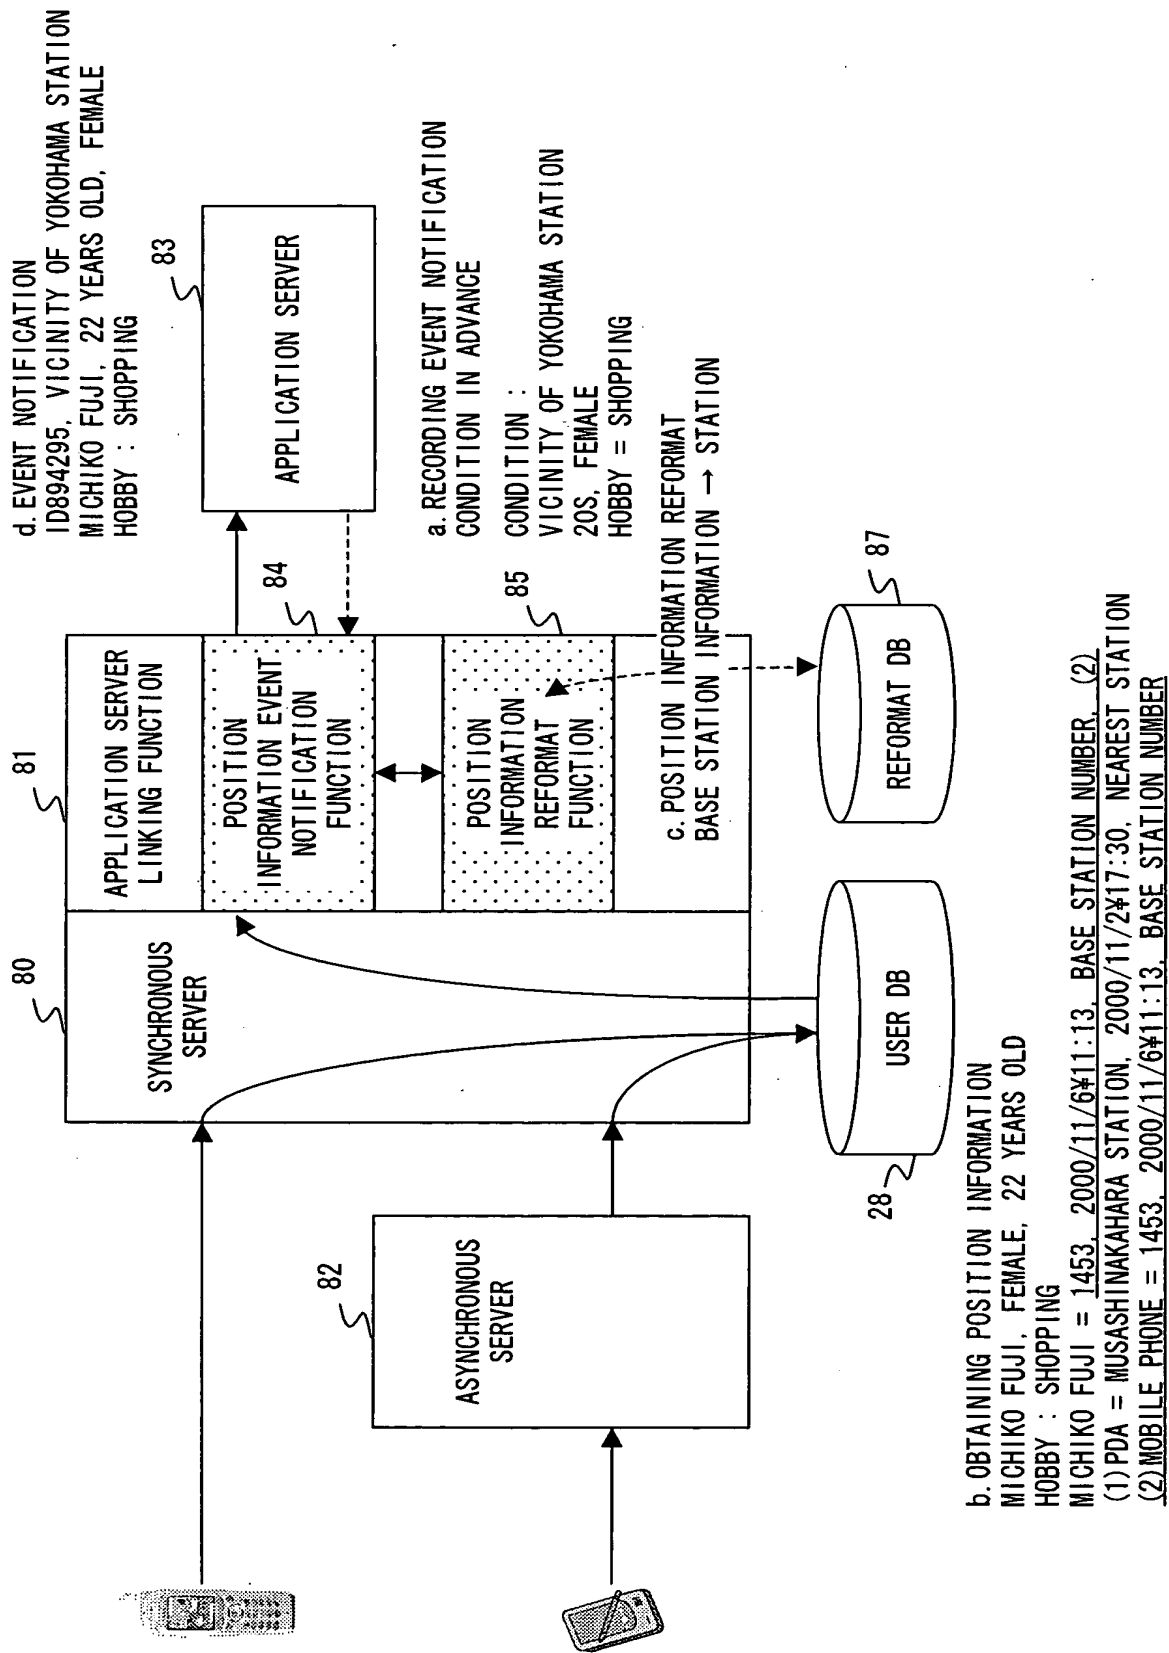 d. EVENT NOTIFICATION
ID894295, VICINITY OF YOKOHAMA STATION
MICHIKO FUJI, 22 YEARS OLD, FEMALE
HOBBY : SHOPPING
83
APPLICATION SERVER
a. RECORDING EVENT NOTIFICATION
CONDITION IN ADVANCE
CONDITION :
VICINITY OF YOKOHAMA STATION
20S, FEMALE
HOBBY = SHOPPING
81
APPLICATION SERVER
LINKING FUNCTION
84
POSITION
INFORMATION EVENT
NOTIFICATION
FUNCTION
85
POSITION
INFORMATION
REFORMAT
FUNCTION
c. POSITION INFORMATION REFORMAT
BASE STATION INFORMATION → STATION
87
REFORMAT DB
80
SYNCHRONOUS
SERVER
USER DB
28
82
ASYNCHRONOUS
SERVER
b. OBTAINING POSITION INFORMATION
MICHIKO FUJI, FEMALE, 22 YEARS OLD
HOBBY : SHOPPING
MICHIKO FUJI = 1453, 2000/11/6¥11:13, BASE STATION NUMBER, (2)
(1)PDA = MUSASHINAKAHARA STATION, 2000/11/2¥17:30, NEAREST STATION
(2)MOBILE PHONE = 1453, 2000/11/6¥11:13, BASE STATION NUMBER